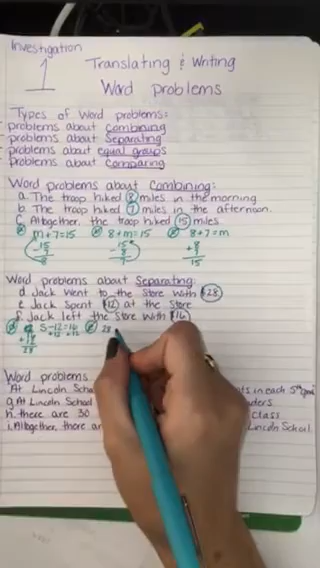 Investigation
1
Translating & Writing
Word problems
Types of Word problems:
problems about combining
problems about Separating
problems about equal groups
problems about Comparing
Word problems about Combining:
a. The troop hiked 8 miles in the morning
b. The troop hiked 7 miles in the afternoon.
c. Altogether, the troop hiked 15 miles.
m+7=15 8+m=15 8+7=m
-15 -15 +8
7 8 7
8 7 15
Word problems about Separating:
d. Jack went to the Store with $28
e. Jack Spent $12 at the Store
f. Jack left the Store with $16
S-12=16 28
+12 +12
28
Word problems
At Lincoln in each 5th
g. At Lincoln School
h. there are 30 Class
i. Altogether, there Lincoln School